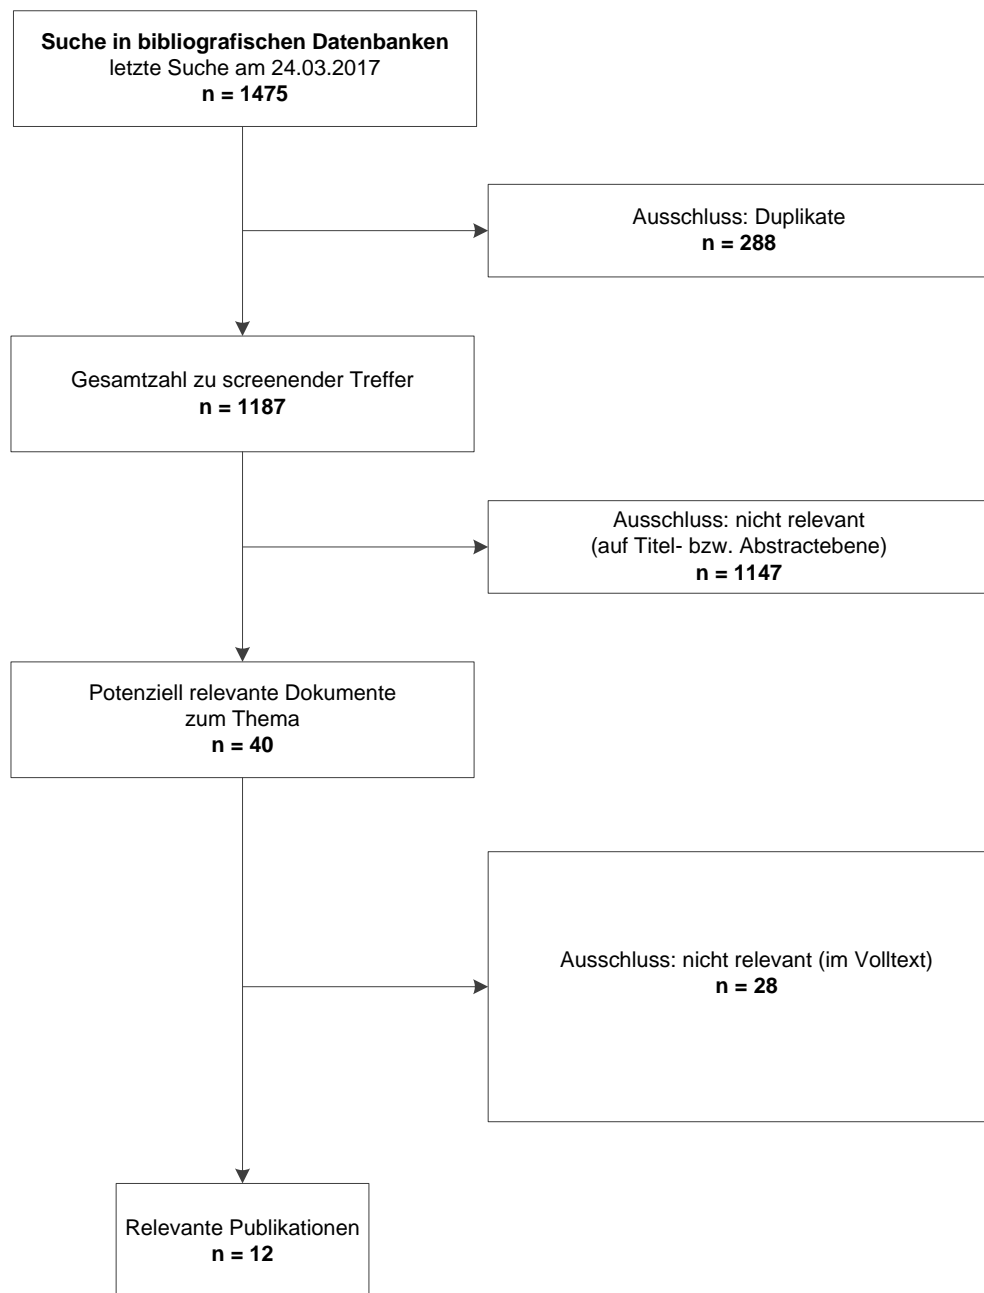 Suche in bibliografischen Datenbanken
letzte Suche am 24.03.2017
n = 1475
Ausschluss: Duplikate
n = 288
Gesamtzahl zu screenender Treffer
n = 1187
Ausschluss: nicht relevant
(auf Titel- bzw. Abstractebene)
n = 1147
Potenziell relevante Dokumente
zum Thema
n = 40
Ausschluss: nicht relevant (im Volltext)
n = 28
Relevante Publikationen
n = 12